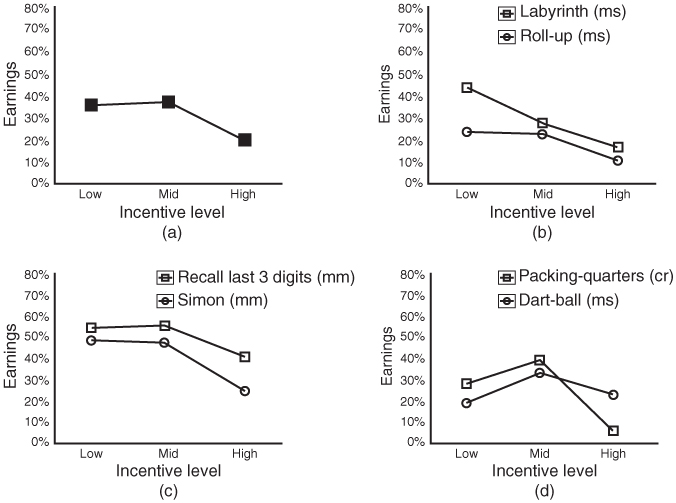 80%
70%
60%
50%
40%
30%
20%
10%
0%
Earnings
Low Mid High
Incentive level
(a)
Labyrinth (ms)
Roll-up (ms)
80%
70%
60%
50%
40%
30%
20%
10%
0%
Earnings
Low Mid High
Incentive level
(b)
Recall last 3 digits (mm)
Simon (mm)
80%
70%
60%
50%
40%
30%
20%
10%
0%
Earnings
Low Mid High
Incentive level
(c)
Packing-quarters (cr)
Dart-ball (ms)
80%
70%
60%
50%
40%
30%
20%
10%
0%
Earnings
Low Mid High
Incentive level
(d)